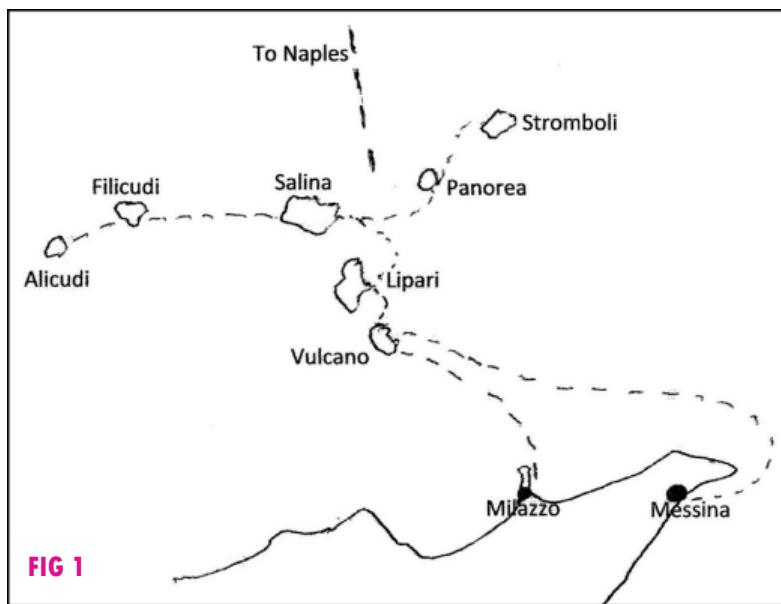 To Naples
Stromboli
Filicudi
Salina
Panorea
Alicudi
Lipari
Vulcano
Milazzo
Messina
FIG 1